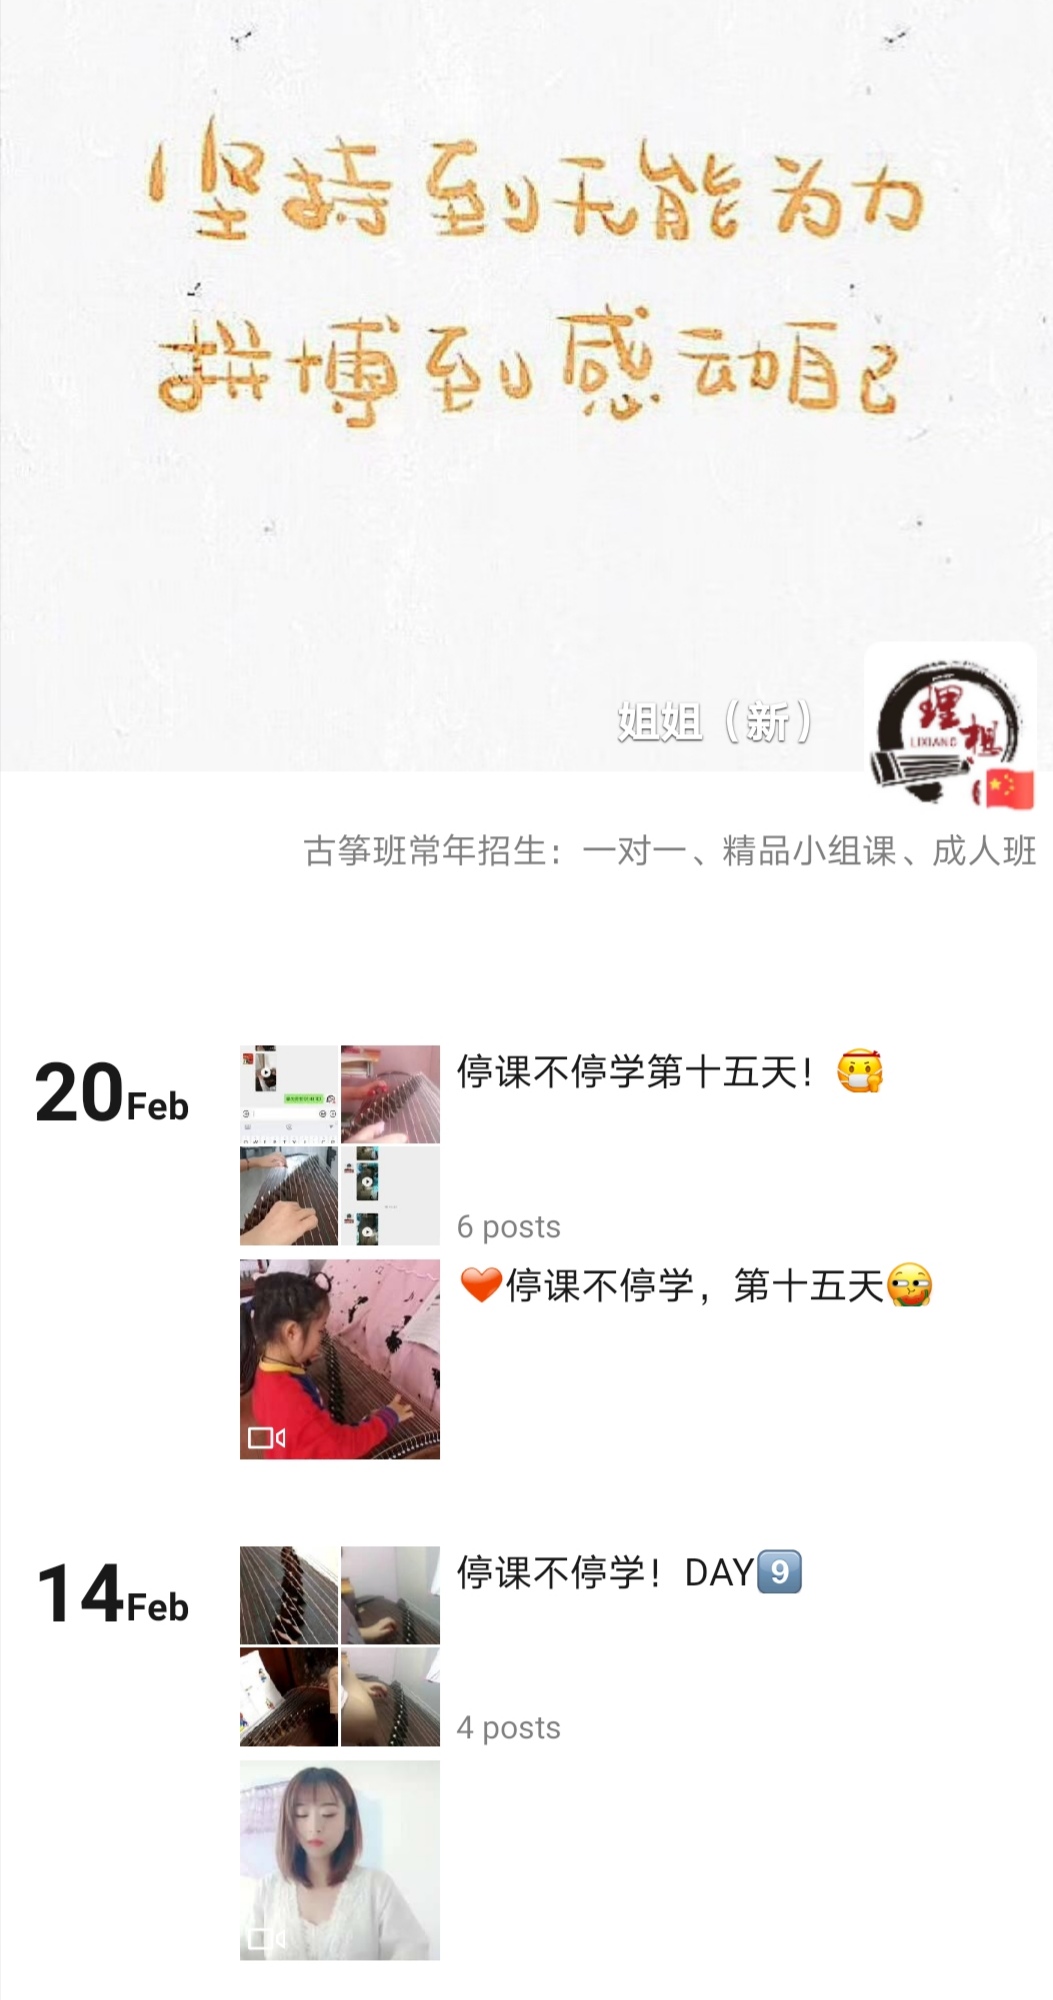 坚持到无能为力
拼搏到感动自己
姐姐（新）
理想
LIXIANG
古筝班常年招生：一对一、精品小组课、成人班
20Feb
停课不停学第十五天！😷
6 posts
❤️停课不停学，第十五天
14Feb
停课不停学！DAY9️⃣
4 posts